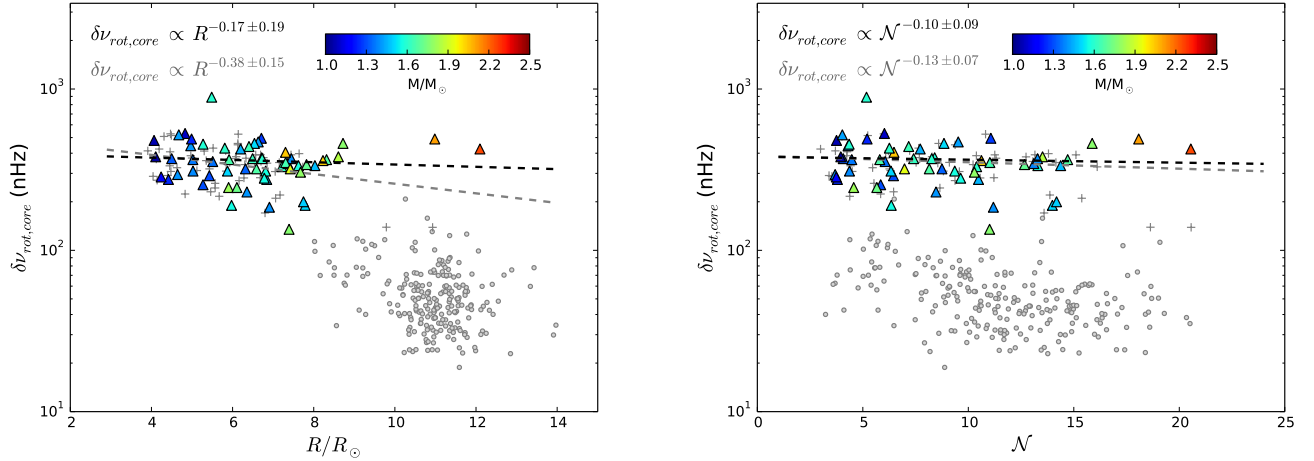 δν_{rot,core} ∝ R^{−0.17±0.19}
δν_{rot,core} ∝ R^{−0.38±0.15}
1.0 1.3 1.6 1.9 2.2 2.5
M/M_⊙
10^3
10^2
10^1
δν_{rot,core} (nHz)
2 4 6 8 10 12 14
R/R_⊙
δν_{rot,core} ∝ 𝒩^{−0.10±0.09}
δν_{rot,core} ∝ 𝒩^{−0.13±0.07}
1.0 1.3 1.6 1.9 2.2 2.5
M/M_⊙
10^3
10^2
10^1
δν_{rot,core} (nHz)
0 5 10 15 20 25
𝒩